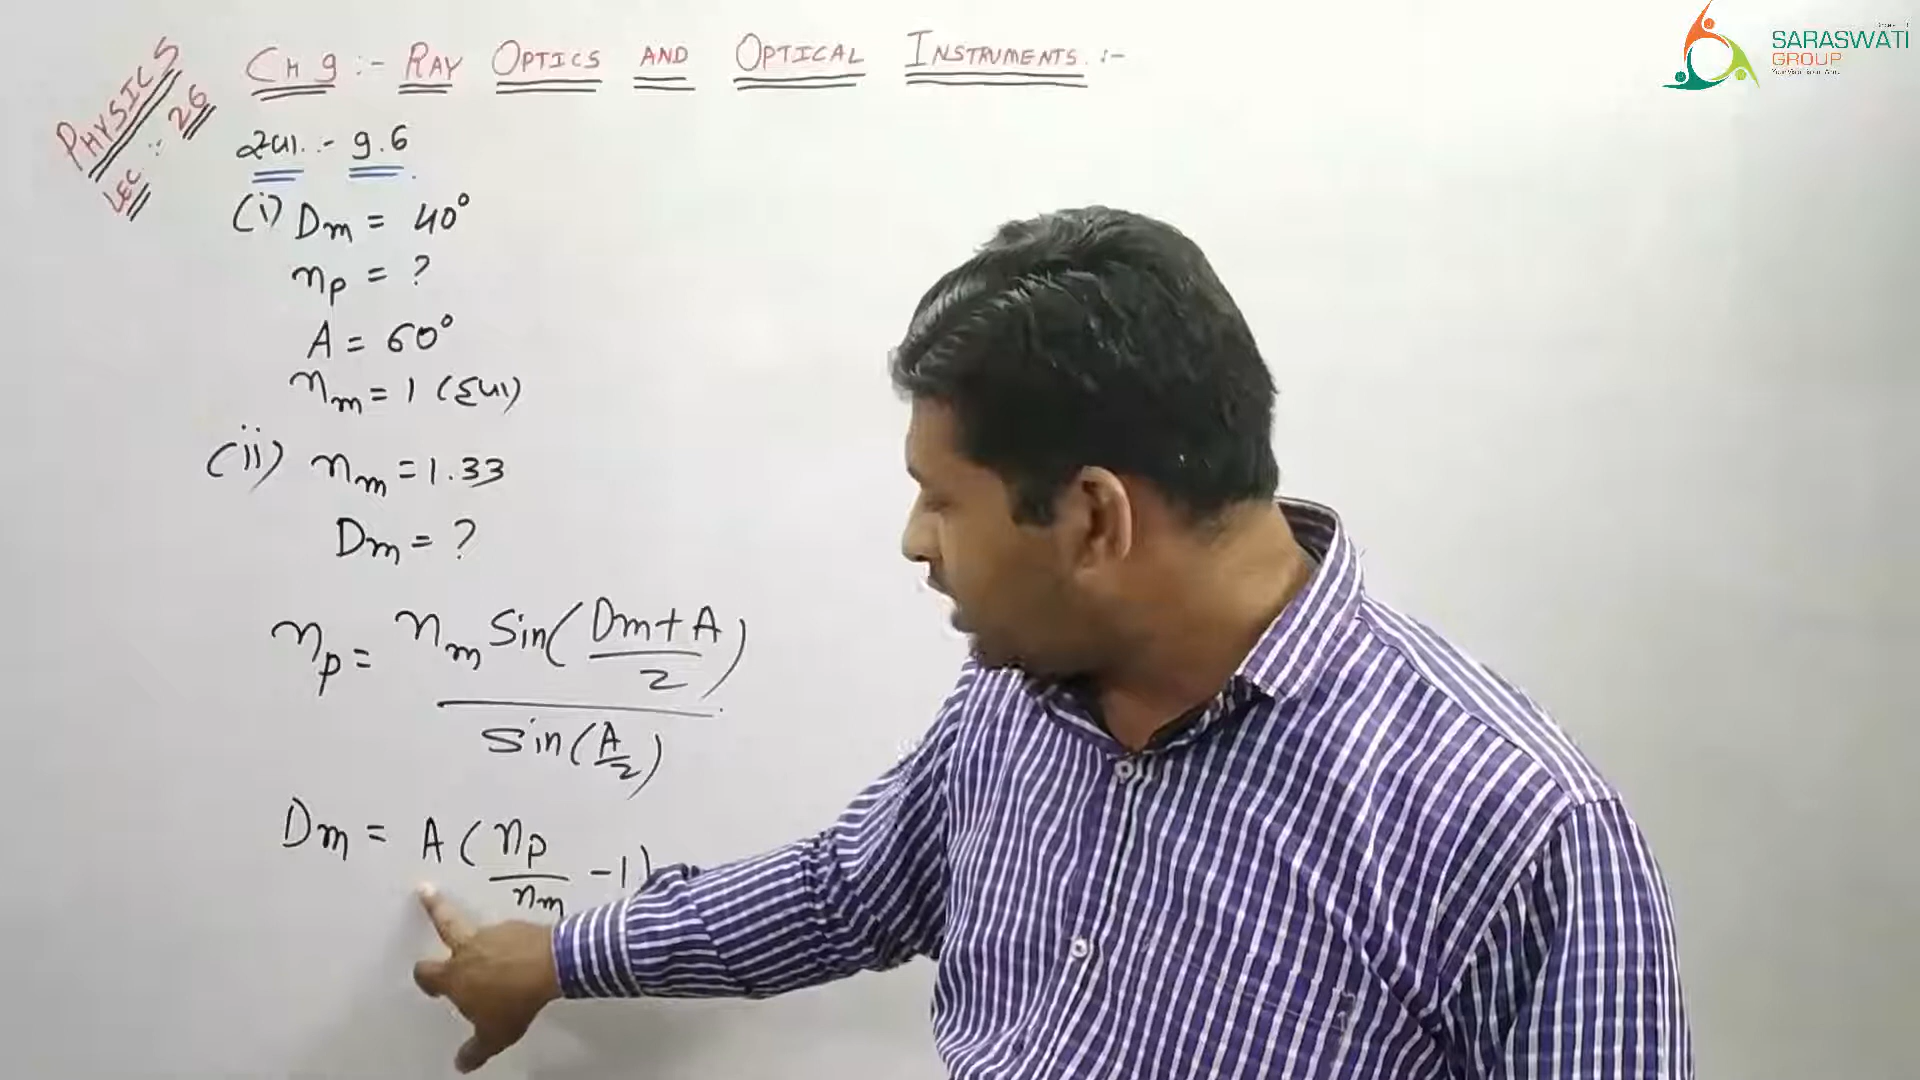 PHYSICS
LEC :- 26
CH 9 :- RAY OPTICS AND OPTICAL INSTRUMENTS :-
SARASWATI
GROUP
સ્વા. :- 9.6
(i) Dm = 40°
np = ?
A = 60°
nm = 1 (હવા)
(ii) nm = 1.33
Dm = ?
np = nm Sin(Dm+A/2)
Sin(A/2)
Dm = A (np/nm - 1)